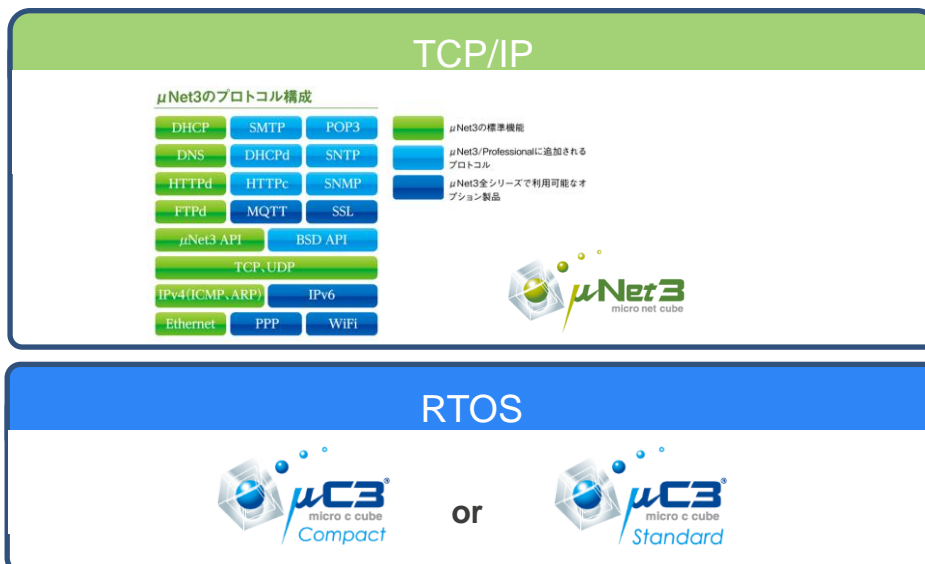 TCP/IP
μNet3のプロトコル構成
DHCP SMTP POP3
DNS DHCPd SNTP
HTTPd HTTPc SNMP
FTPd MQTT SSL
μNet3 API BSD API
TCP、UDP
IPv4(ICMP、ARP) IPv6
Ethernet PPP WiFi
μNet3の標準機能
μNet3/Professionalに追加される
プロトコル
μNet3全シリーズで利用可能なオ
プション製品
μNet3
micro net cube
RTOS
μC3®
micro c cube
Compact
or
μC3®
micro c cube
Standard